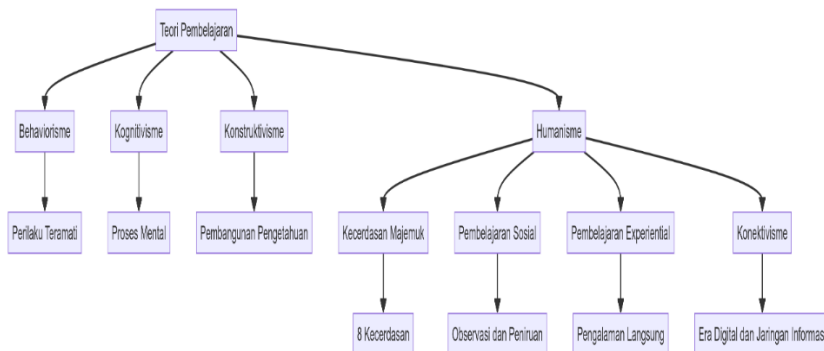 Teori Pembelajaran
Behaviorisme
Kognitivisme
Konstruktivisme
Humanisme
Perilaku Teramati
Proses Mental
Pembangunan Pengetahuan
Kecerdasan Majemuk
Pembelajaran Sosial
Pembelajaran Experiential
Konektivisme
8 Kecerdasan
Observasi dan Peniruan
Pengalaman Langsung
Era Digital dan Jaringan Informas